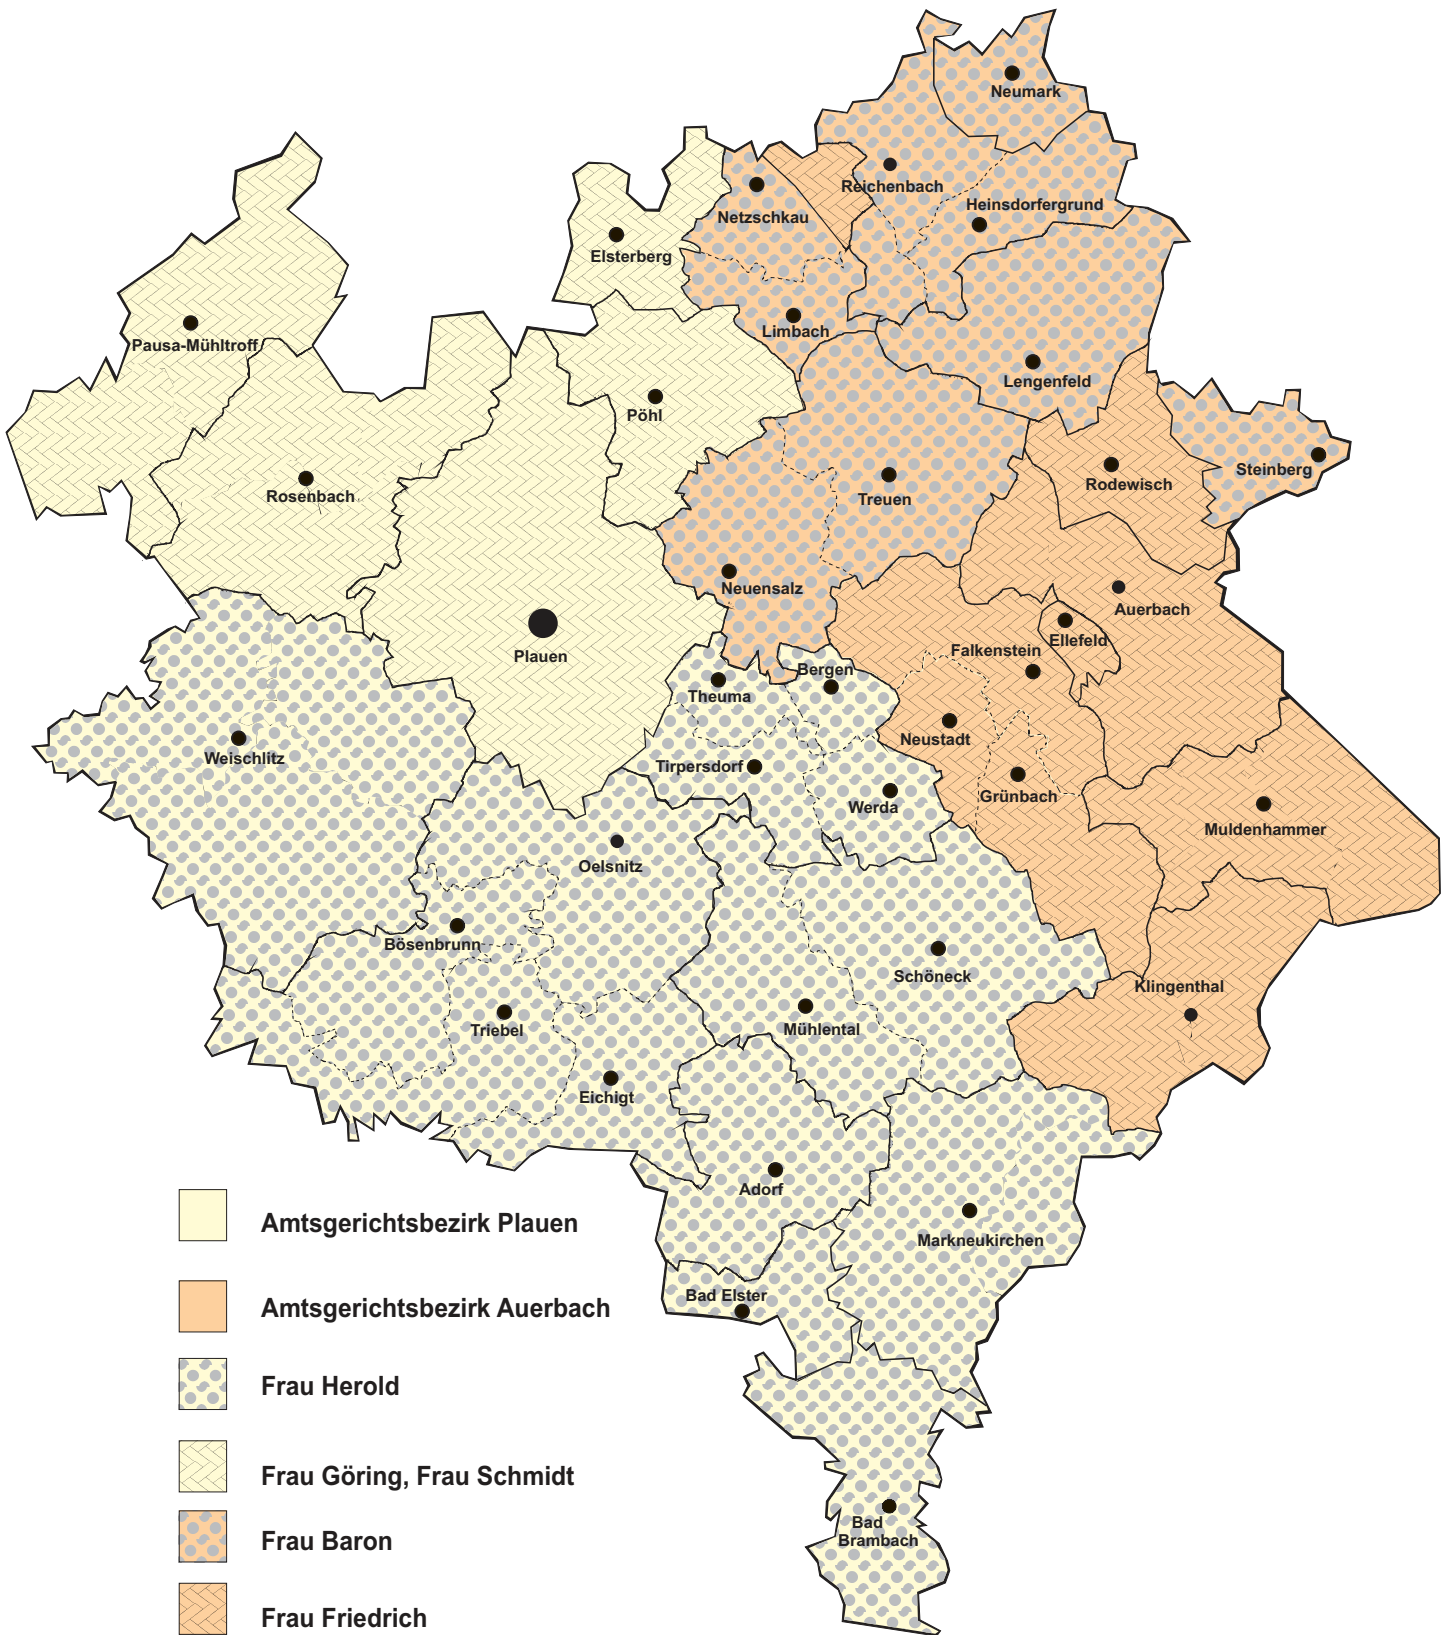 Neumark
Reichenbach
Heinsdorfergrund
Netzschkau
Elsterberg
Limbach
Pausa-Mühltroff
Lengenfeld
Pöhl
Steinberg
Rodewisch
Rosenbach
Treuen
Neuensalz
Auerbach
Ellefeld
Falkenstein
Plauen
Bergen
Theuma
Neustadt
Weischlitz
Tirpersdorf
Grünbach
Werda
Muldenhammer
Oelsnitz
Bösenbrunn
Schöneck
Klingenthal
Triebel
Mühlental
Eichigt
Adorf
Markneukirchen
Bad Elster
Bad
Brambach
Amtsgerichtsbezirk Plauen
Amtsgerichtsbezirk Auerbach
Frau Herold
Frau Göring, Frau Schmidt
Frau Baron
Frau Friedrich